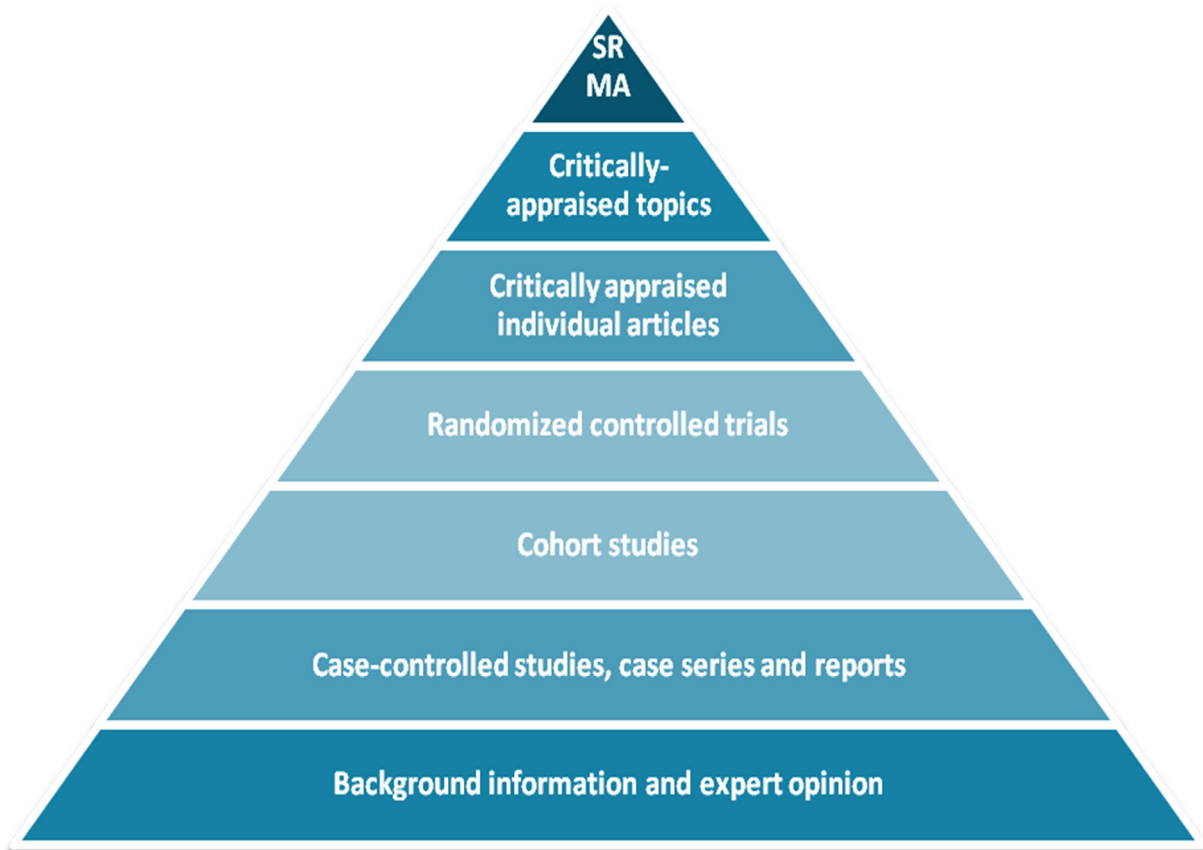 SR
MA
Critically-
appraised topics
Critically appraised
individual articles
Randomized controlled trials
Cohort studies
Case-controlled studies, case series and reports
Background information and expert opinion